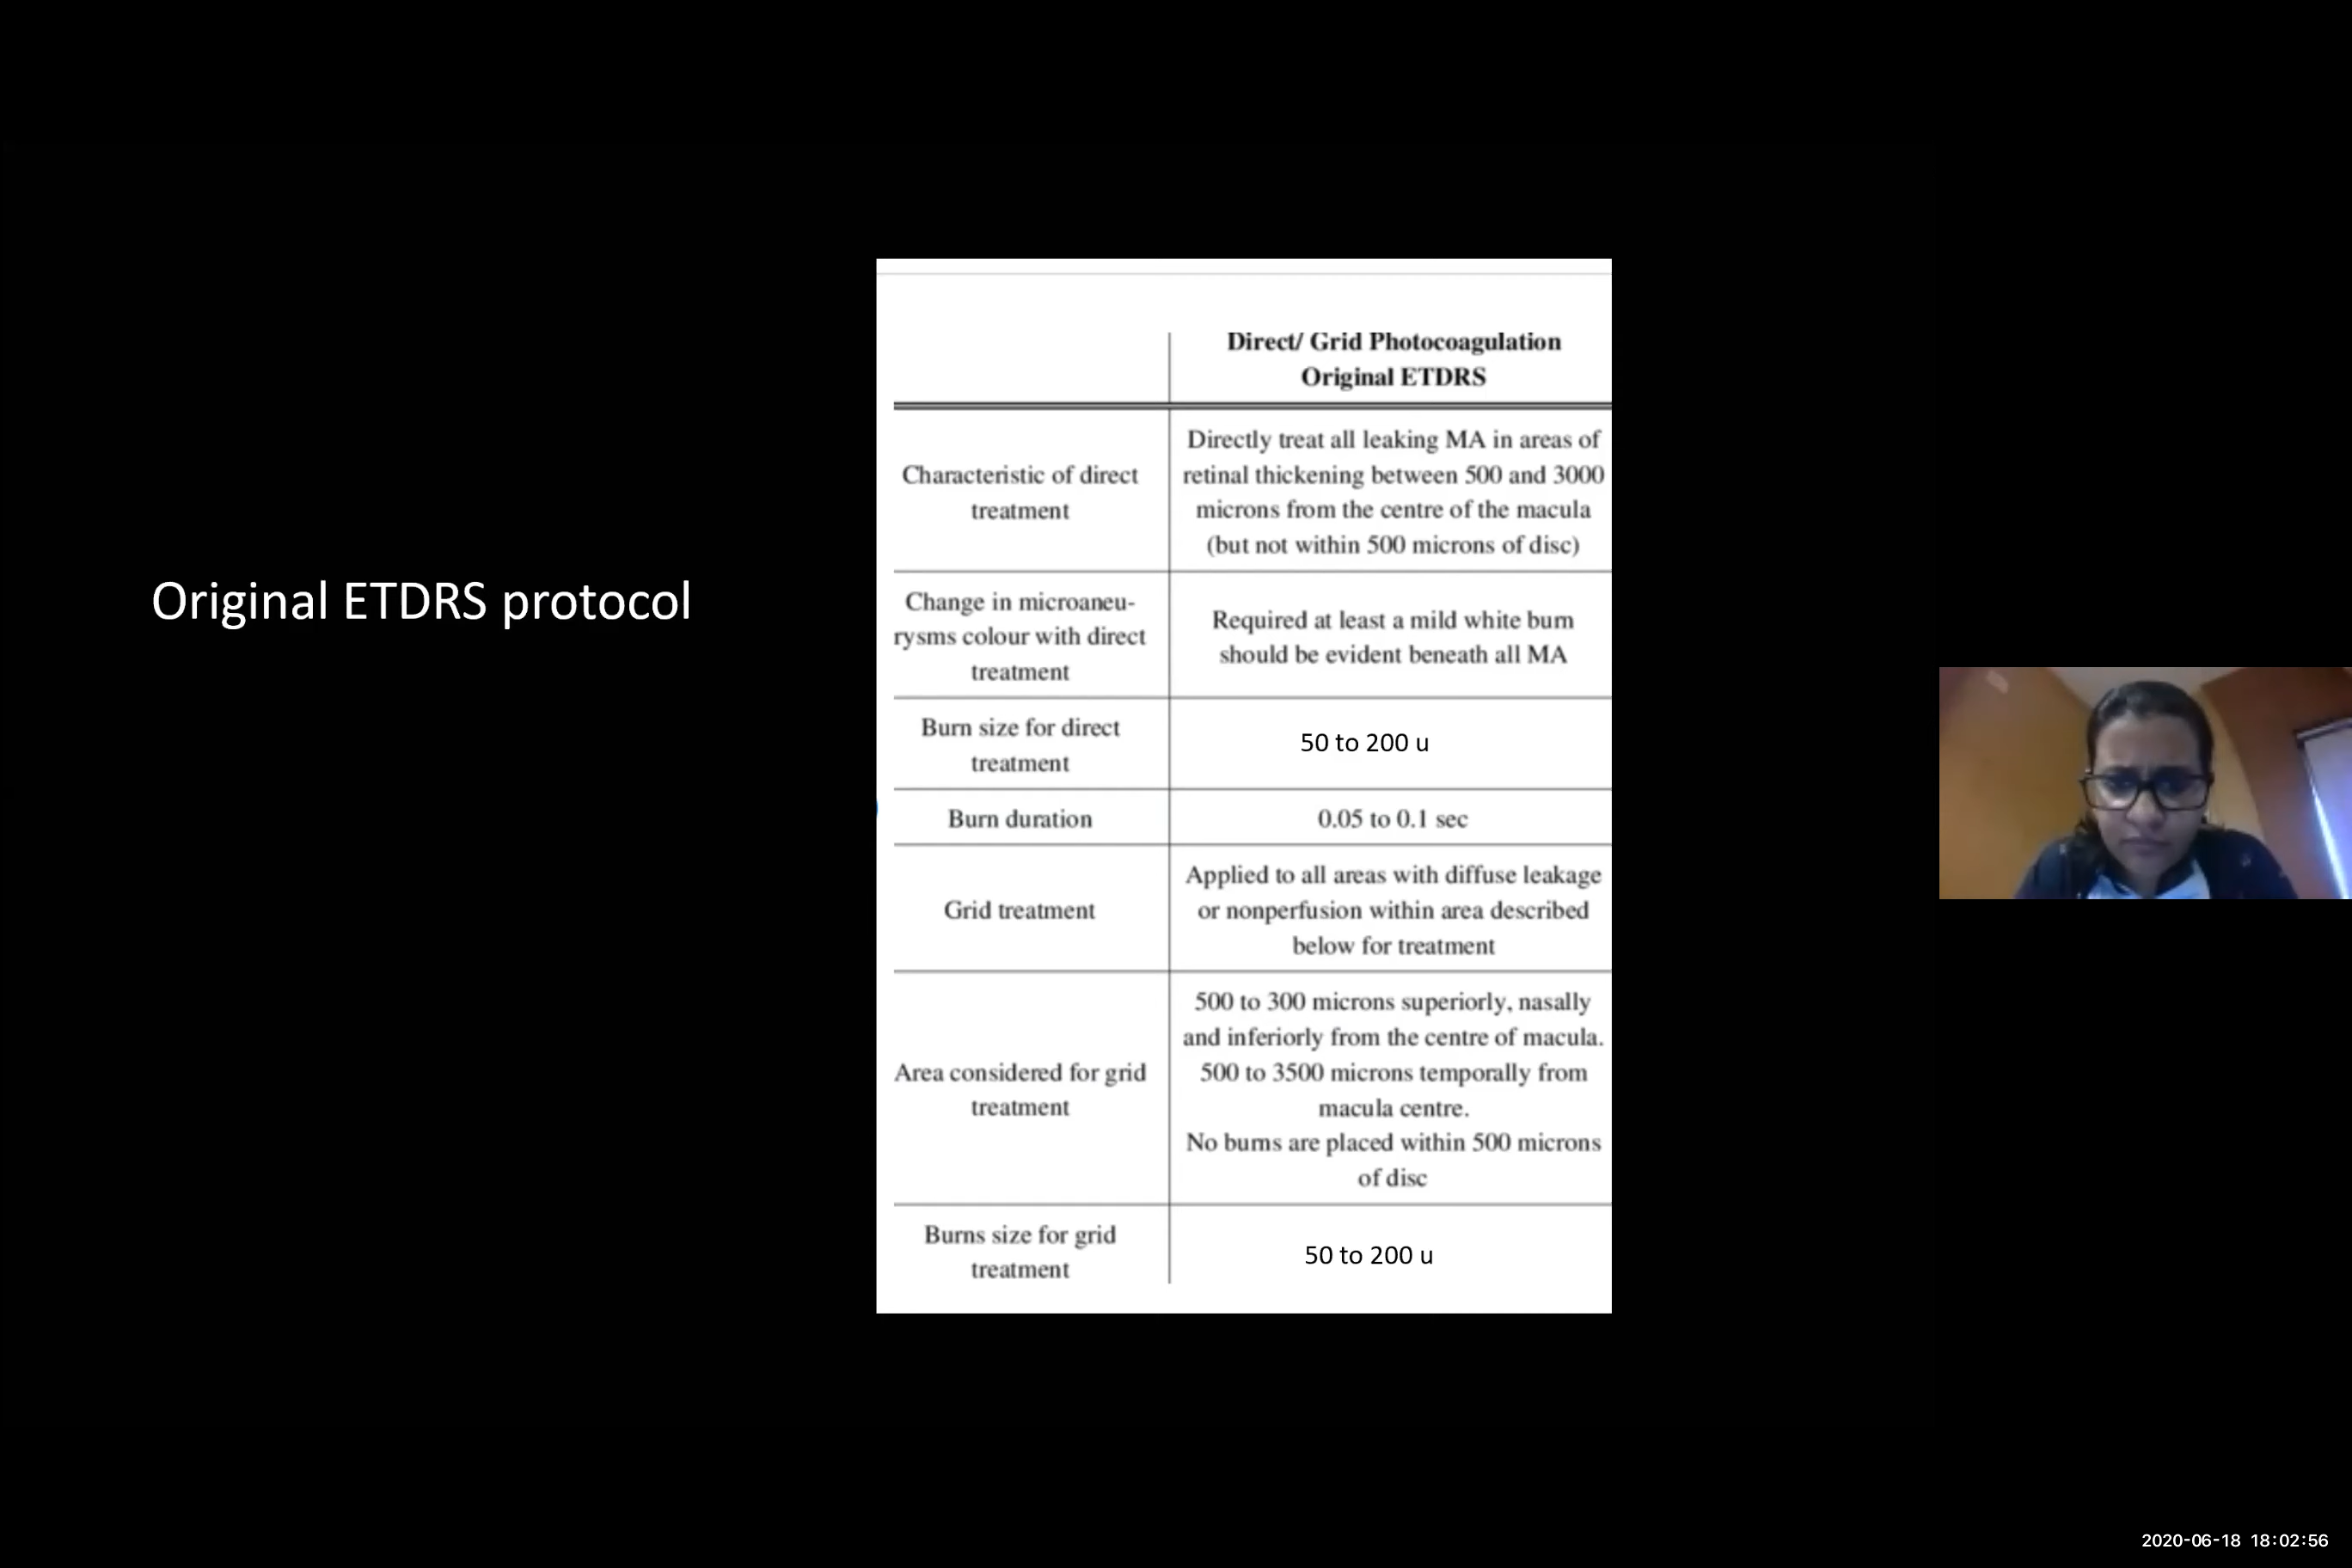 Original ETDRS protocol
Direct/ Grid Photocoagulation
Original ETDRS
Characteristic of direct
treatment
Directly treat all leaking MA in areas of
retinal thickening between 500 and 3000
microns from the centre of the macula
(but not within 500 microns of disc)
Change in microaneu-
rysms colour with direct
treatment
Required at least a mild white burn
should be evident beneath all MA
Burn size for direct
treatment
50 to 200 u
Burn duration
0.05 to 0.1 sec
Grid treatment
Applied to all areas with diffuse leakage
or nonperfusion within area described
below for treatment
Area considered for grid
treatment
500 to 300 microns superiorly, nasally
and inferiorly from the centre of macula.
500 to 3500 microns temporally from
macula centre.
No burns are placed within 500 microns
of disc
Burns size for grid
treatment
50 to 200 u
2020-06-18 18:02:56